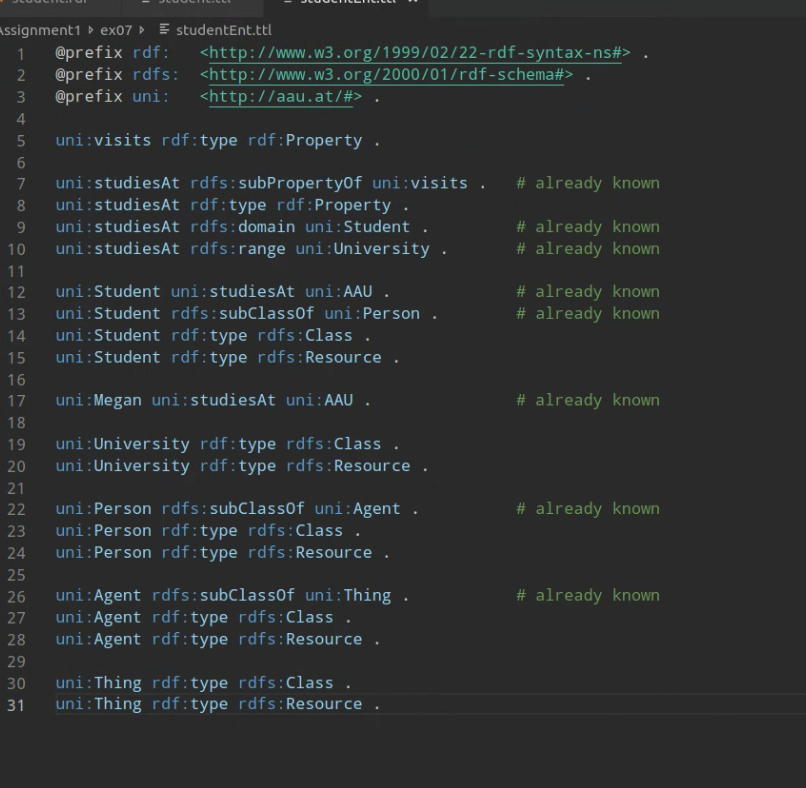 studentEnt.ttl
Assignment1 ex07 studentEnt.ttl
1 @prefix rdf: <http://www.w3.org/1999/02/22-rdf-syntax-ns#> .
2 @prefix rdfs: <http://www.w3.org/2000/01/rdf-schema#> .
3 @prefix uni: <http://aau.at/#> .
4
5 uni:visits rdf:type rdf:Property .
6
7 uni:studiesAt rdfs:subPropertyOf uni:visits . # already known
8 uni:studiesAt rdf:type rdf:Property .
9 uni:studiesAt rdfs:domain uni:Student . # already known
10 uni:studiesAt rdfs:range uni:University . # already known
11
12 uni:Student uni:studiesAt uni:AAU . # already known
13 uni:Student rdfs:subClassOf uni:Person . # already known
14 uni:Student rdf:type rdfs:Class .
15 uni:Student rdf:type rdfs:Resource .
16
17 uni:Megan uni:studiesAt uni:AAU . # already known
18
19 uni:University rdf:type rdfs:Class .
20 uni:University rdf:type rdfs:Resource .
21
22 uni:Person rdfs:subClassOf uni:Agent . # already known
23 uni:Person rdf:type rdfs:Class .
24 uni:Person rdf:type rdfs:Resource .
25
26 uni:Agent rdfs:subClassOf uni:Thing . # already known
27 uni:Agent rdf:type rdfs:Class .
28 uni:Agent rdf:type rdfs:Resource .
29
30 uni:Thing rdf:type rdfs:Class .
31 uni:Thing rdf:type rdfs:Resource .